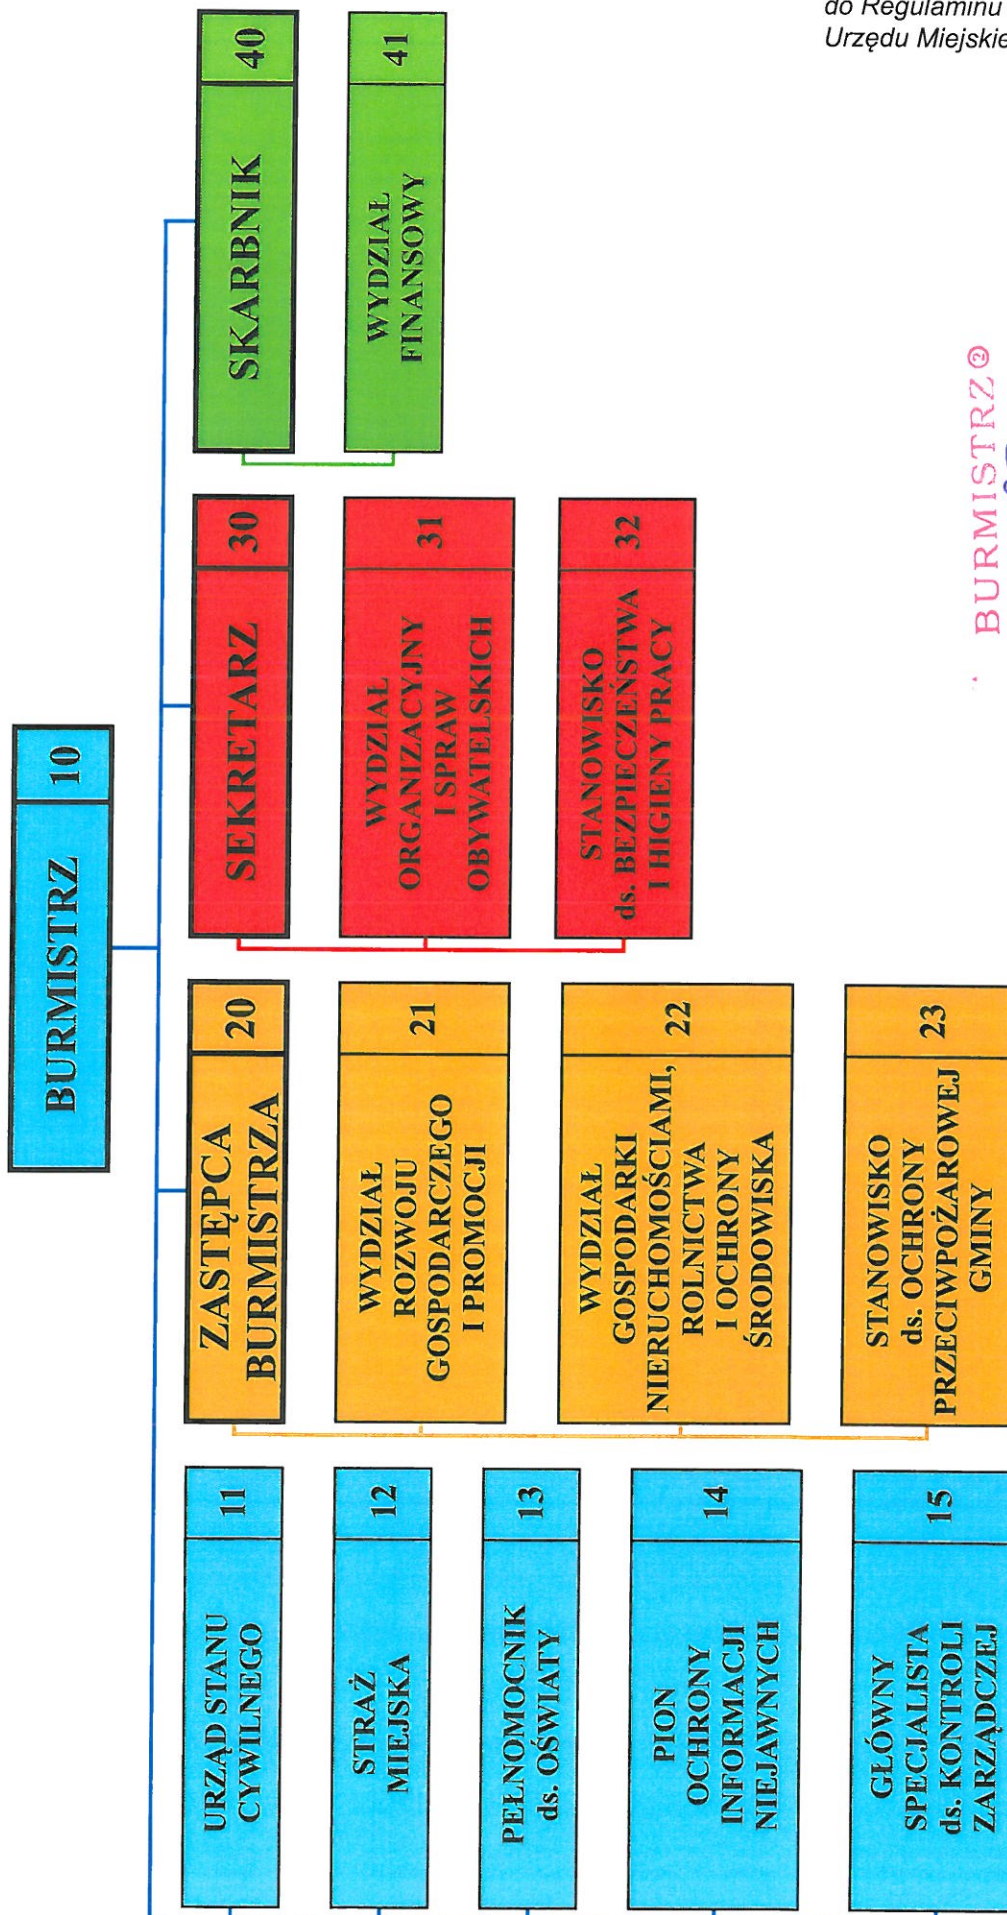 do Regulaminu
Urzędu Miejskie
BURMISTRZ 10
URZĄD STANU
CYWILNEGO
11
STRAŻ
MIEJSKA
12
PEŁNOMOCNIK
ds. OŚWIATY
13
PION
OCHRONY
INFORMACJI
NIEJAWNYCH
14
GŁÓWNY
SPECJALISTA
ds. KONTROLI
ZARZĄDCZEJ
15
ZASTĘPCA
BURMISTRZA
20
WYDZIAŁ
ROZWOJU
GOSPODARCZEGO
I PROMOCJI
21
WYDZIAŁ
GOSPODARKI
NIERUCHOMOŚCIAMI,
ROLNICTWA
I OCHRONY
ŚRODOWISKA
22
STANOWISKO
ds. OCHRONY
PRZECIWPOŻAROWEJ
GMINY
23
SEKRETARZ 30
WYDZIAŁ
ORGANIZACYJNY
I SPRAW
OBYWATELSKICH
31
STANOWISKO
ds. BEZPIECZEŃSTWA
I HIGIENY PRACY
32
SKARBNIK 40
WYDZIAŁ
FINANSOWY
41
BURMISTRZ ②